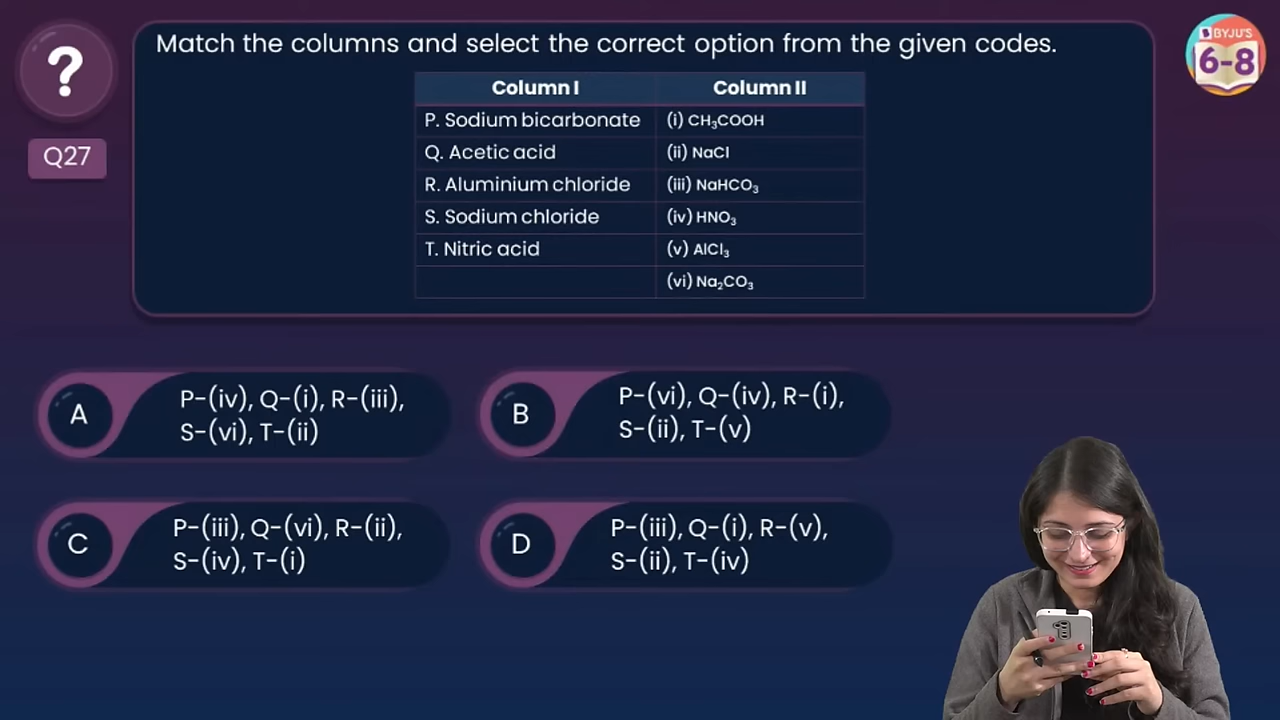 Match the columns and select the correct option from the given codes.
?
BYJU'S
6-8
Q27
Column I Column II
P. Sodium bicarbonate (i) CH₃COOH
Q. Acetic acid (ii) NaCl
R. Aluminium chloride (iii) NaHCO₃
S. Sodium chloride (iv) HNO₃
T. Nitric acid (v) AlCl₃
(vi) Na₂CO₃
A
P-(iv), Q-(i), R-(iii),
S-(vi), T-(ii)
B
P-(vi), Q-(iv), R-(i),
S-(ii), T-(v)
C
P-(iii), Q-(vi), R-(ii),
S-(iv), T-(i)
D
P-(iii), Q-(i), R-(v),
S-(ii), T-(iv)